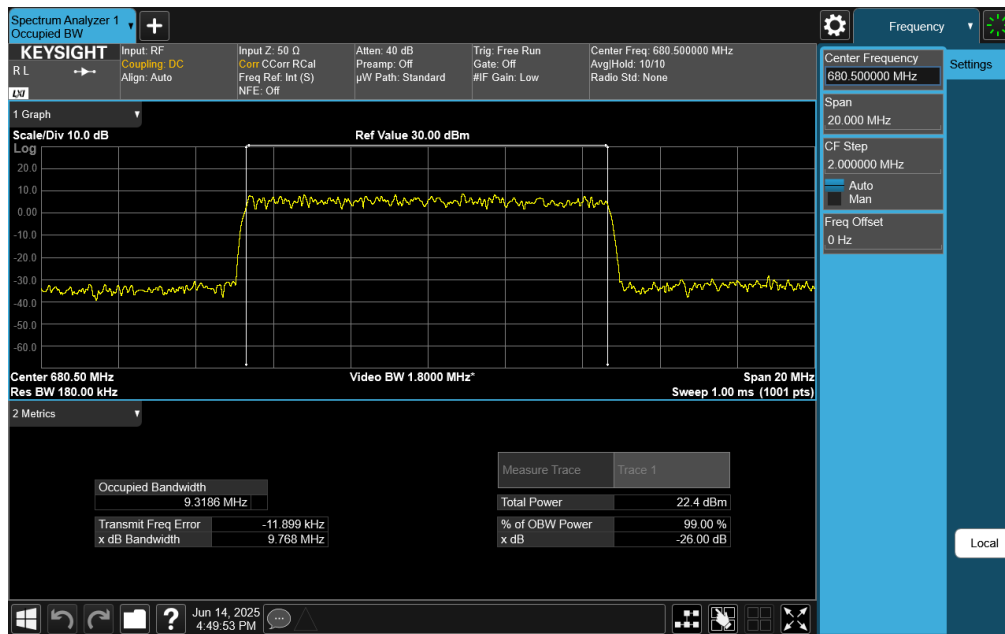 Spectrum Analyzer 1
Occupied BW
Frequency
KEYSIGHT
R L
LXI
Input: RF
Coupling: DC
Align: Auto
Input Z: 50 Ω
Corr CCorr RCal
Freq Ref: Int (S)
NFE: Off
Atten: 40 dB
Preamp: Off
µW Path: Standard
Trig: Free Run
Gate: Off
#IF Gain: Low
Center Freq: 680.500000 MHz
Avg|Hold: 10/10
Radio Std: None
Center Frequency
680.500000 MHz
Settings
Span
20.000 MHz
CF Step
2.000000 MHz
Auto
Man
Freq Offset
0 Hz
1 Graph
Scale/Div 10.0 dB
Ref Value 30.00 dBm
Log
20.0
10.0
0.00
-10.0
-20.0
-30.0
-40.0
-50.0
-60.0
Center 680.50 MHz
Video BW 1.8000 MHz*
Span 20 MHz
Res BW 180.00 kHz
Sweep 1.00 ms (1001 pts)
2 Metrics
Measure Trace Trace 1
Occupied Bandwidth
9.3186 MHz
Total Power 22.4 dBm
Transmit Freq Error -11.899 kHz
% of OBW Power 99.00 %
x dB Bandwidth 9.768 MHz
x dB -26.00 dB
Local
?
Jun 14, 2025
4:49:53 PM